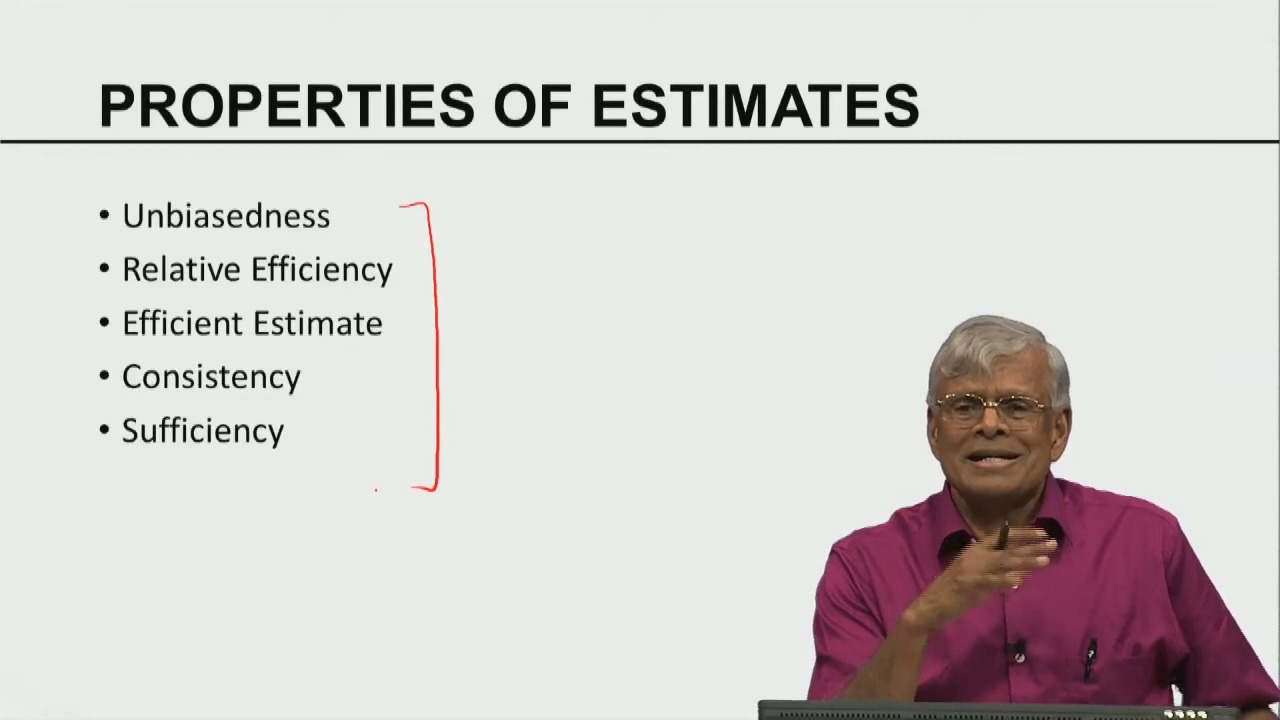 PROPERTIES OF ESTIMATES
• Unbiasedness
• Relative Efficiency
• Efficient Estimate
• Consistency
• Sufficiency